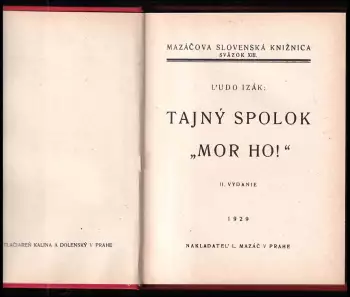 TLAČIAREŇ KALINA A DOLENSKÝ V PRAHE
MAZÁČOVA SLOVENSKÁ KNIŽNICA
SVÄZOK XIII.
ĽUDO IZÁK:
TAJNÝ SPOLOK
„MOR HO!“
II. VYDANIE
1929
NAKLADATEĽ L. MAZÁČ V PRAHE